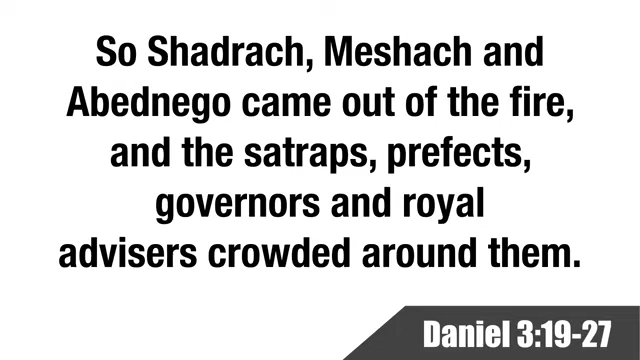 So Shadrach, Meshach and
Abednego came out of the fire,
and the satraps, prefects,
governors and royal
advisers crowded around them.
Daniel 3:19-27